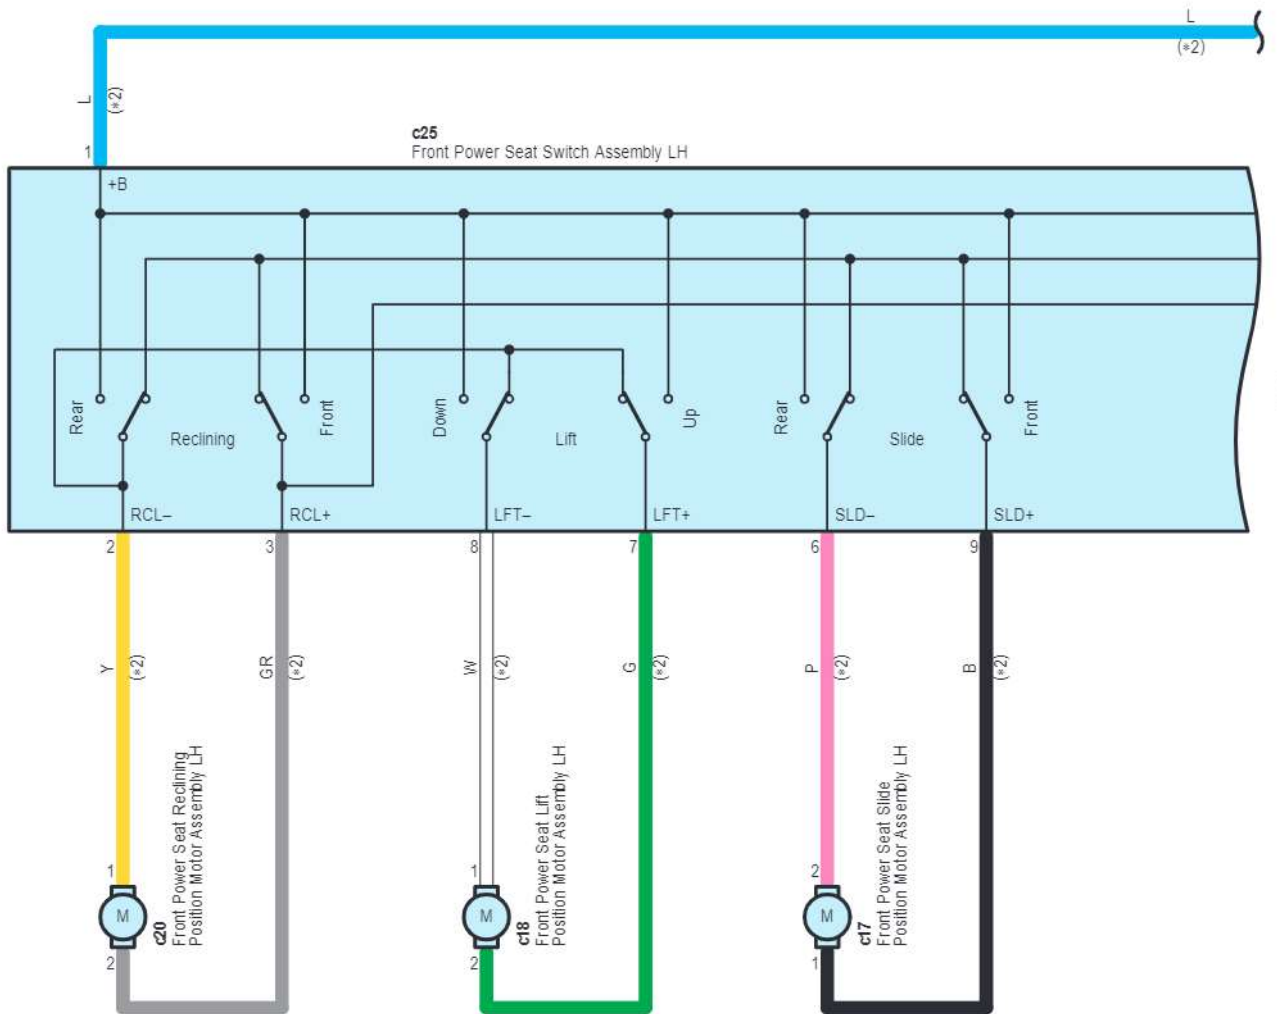 L
(*2)
L
(*2)
1
c25
Front Power Seat Switch Assembly LH
+B
Rear
Reclining
Front
Down
Lift
Up
Rear
Slide
Front
RCL–
RCL+
LFT–
LFT+
SLD–
SLD+
2
3
8
7
6
9
Y
(*2)
GR
(*2)
W
(*2)
G
(*2)
P
(*2)
B
(*2)
1
M
2
c20
Front Power Seat Reclining
Position Motor Assembly LH
1
M
2
c18
Front Power Seat Lift
Position Motor Assembly LH
2
M
1
c17
Front Power Seat Slide
Position Motor Assembly LH